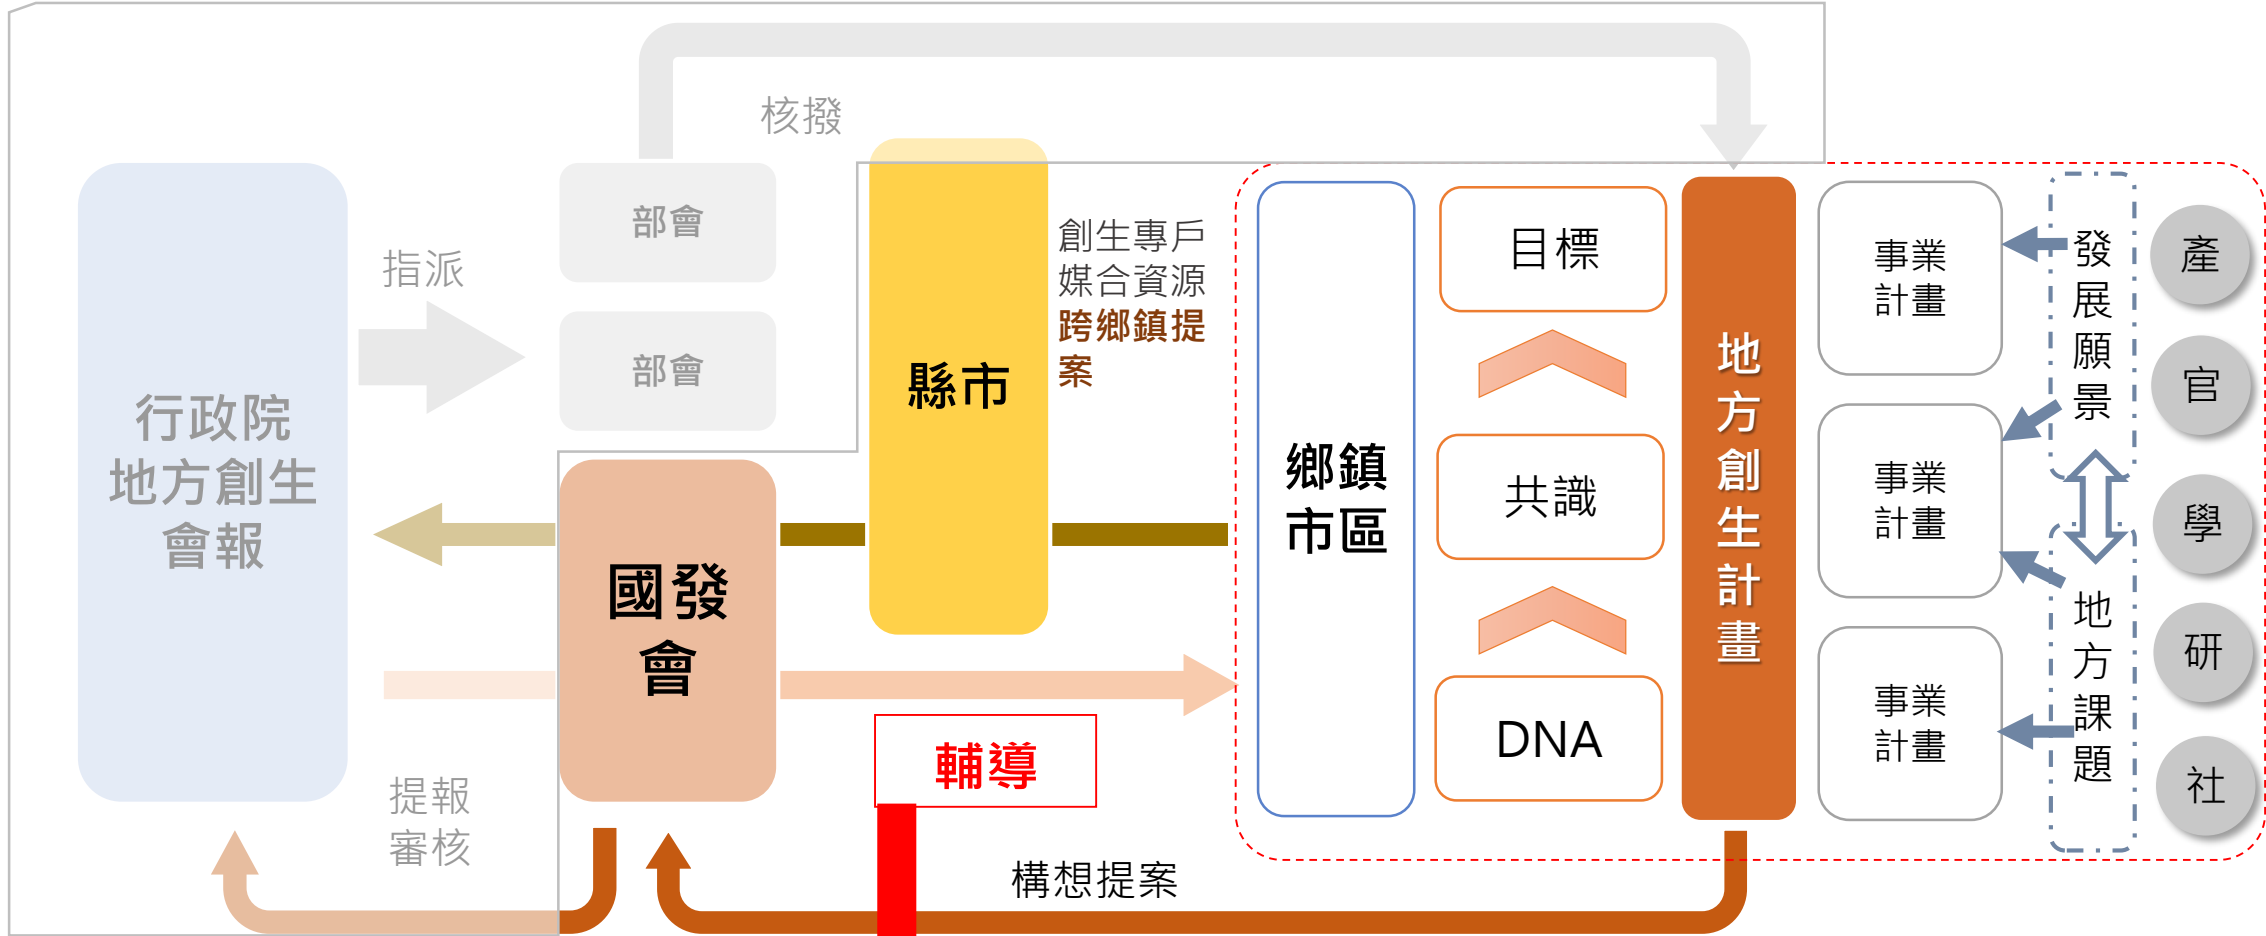 核撥
行政院
地方創生
會報
指派
部會
部會
提報
審核
國發
會
縣市
創生專戶
媒合資源
跨鄉鎮提
案
輔導
構想提案
鄉鎮
市區
目標
共識
DNA
地方創生計畫
事業
計畫
事業
計畫
事業
計畫
發展願景
地方課題
產
官
學
研
社